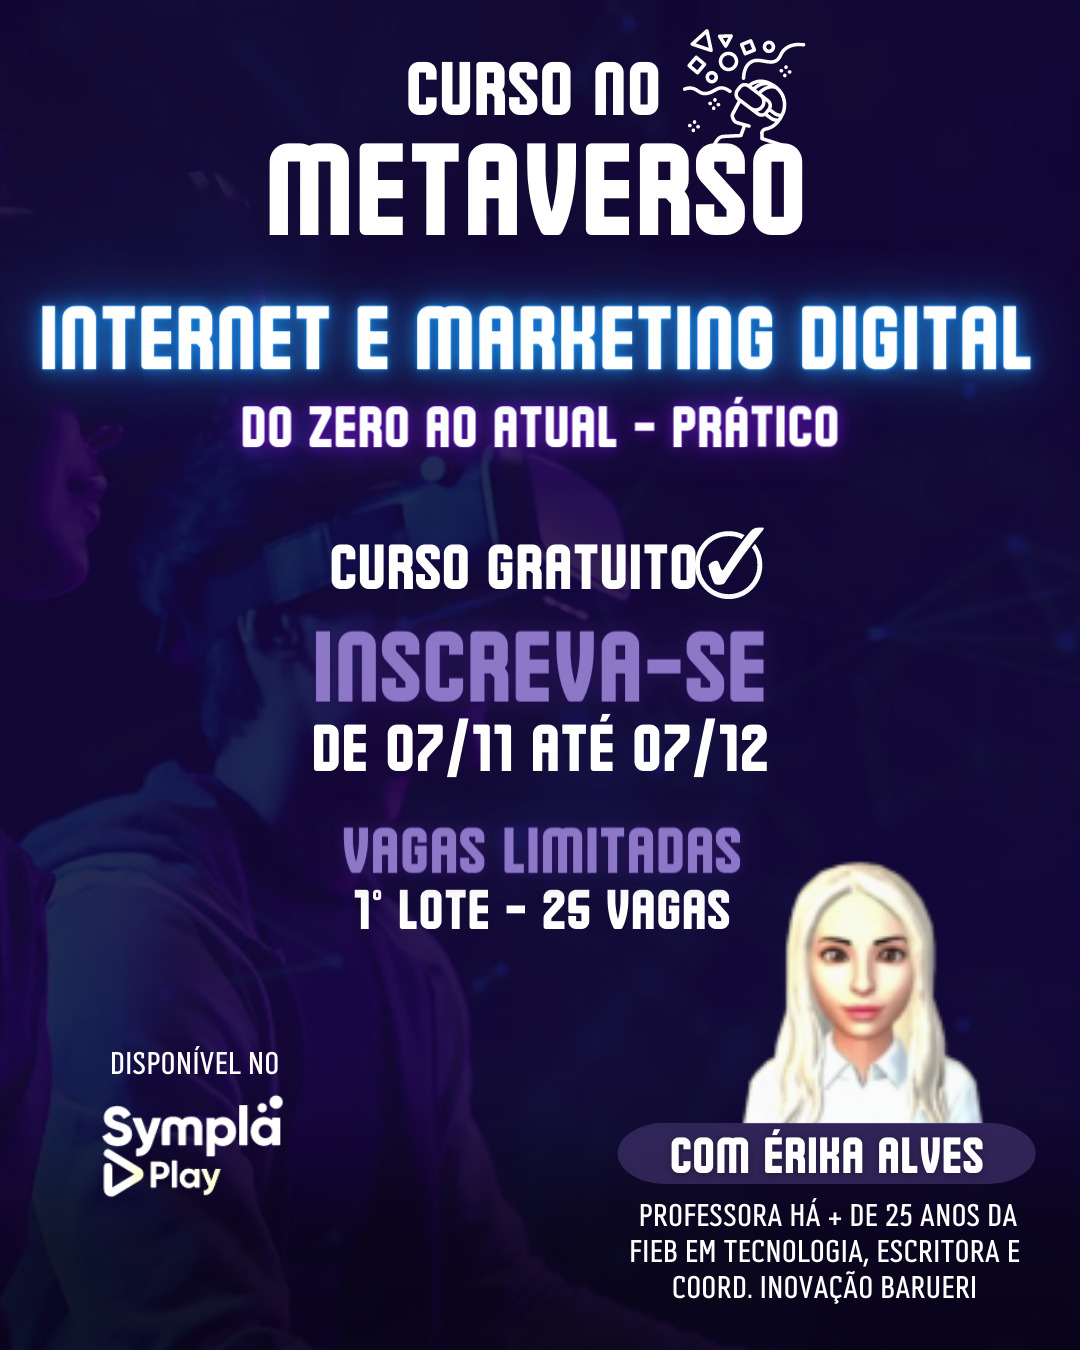 CURSO NO
METAVERSO
INTERNET E MARKETING DIGITAL
DO ZERO AO ATUAL - PRÁTICO
CURSO GRATUITO
INSCREVA-SE
DE 07/11 ATÉ 07/12
VAGAS LIMITADAS
1º LOTE - 25 VAGAS
DISPONÍVEL NO
Sympla
Play
COM ÉRIKA ALVES
PROFESSORA HÁ + DE 25 ANOS DA
FIEB EM TECNOLOGIA, ESCRITORA E
COORD. INOVAÇÃO BARUERI